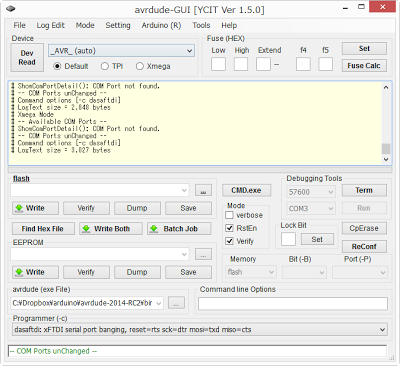 avrdude-GUI [YCIT Ver 1.5.0]
File Log Edit Mode Setting Arduino (R) Tools Help
Device
Dev Read
_AVR_ (auto)
Default TPI Xmega
Fuse (HEX)
Low High Extend f4 f5
--
Set
Fuse Calc
ShowComPortDetail(): COM Port not found.
-- COM Ports unChanged --
Command options [-c dasaftdi]
LogText size = 2,848 bytes
Xmega Mode
-- Available COM Ports --
ShowComPortDetail(): COM Port not found.
-- COM Ports unChanged --
Command options [-c dasaftdi]
LogText size = 3,027 bytes
flash
...
Write Verify Dump Save
Find Hex File Write Both Batch Job
EEPROM
...
Write Verify Dump Save
CMD.exe
Mode
verbose
RstEn
Verify
Memory
flash
Debugging Tools
57600 Term
COM3 Run
Lock Bit
Set
CpErase
ReConf
Bit (-B) Port (-P)
avrdude (exe File)
C:¥Dropbox¥arduino¥avrdude-2014-RC2¥bir
...
Command line Options
Programmer (-c)
dasaftdi: xFTDI serial port banging, reset=rts sck=dtr mosi=txd miso=cts
-- COM Ports unChanged --